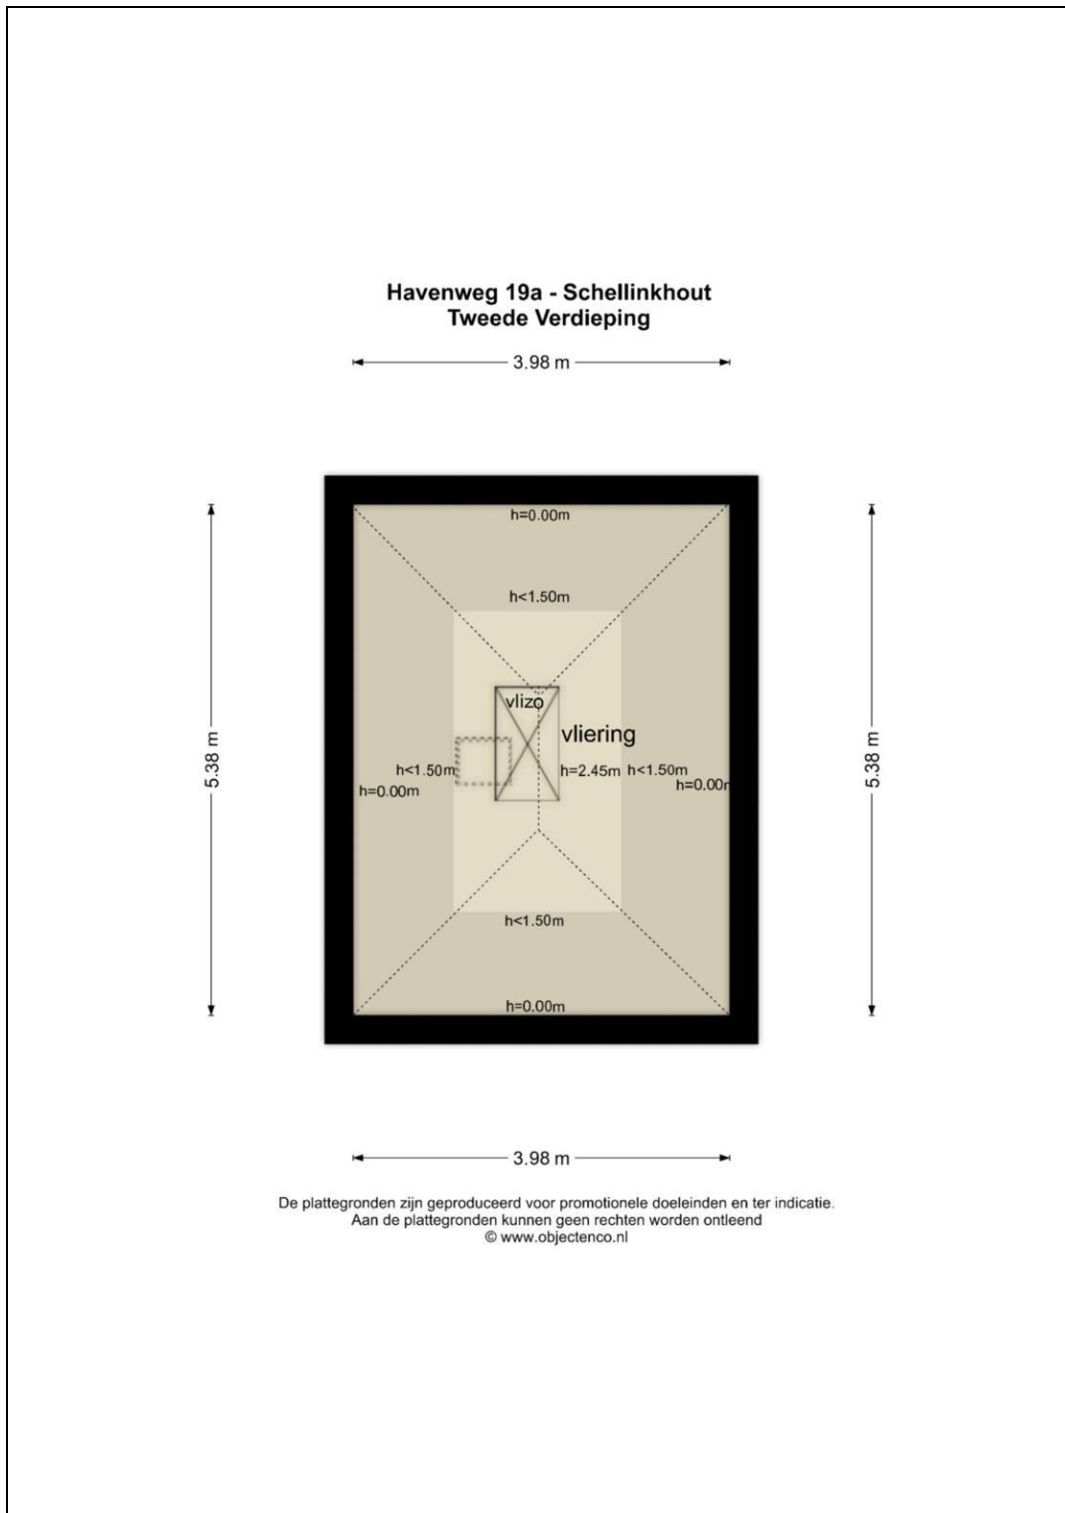 Havenweg 19a - Schellinkhout
Tweede Verdieping
3.98 m
h=0.00m
h<1.50m
vlizo
vliering
5.38 m
h<1.50m
h=2.45m
h<1.50m
5.38 m
h=0.00m
h=0.00m
h<1.50m
h=0.00m
3.98 m
De plattegronden zijn geproduceerd voor promotionele doeleinden en ter indicatie.
Aan de plattegronden kunnen geen rechten worden ontleend
© www.objectenco.nl